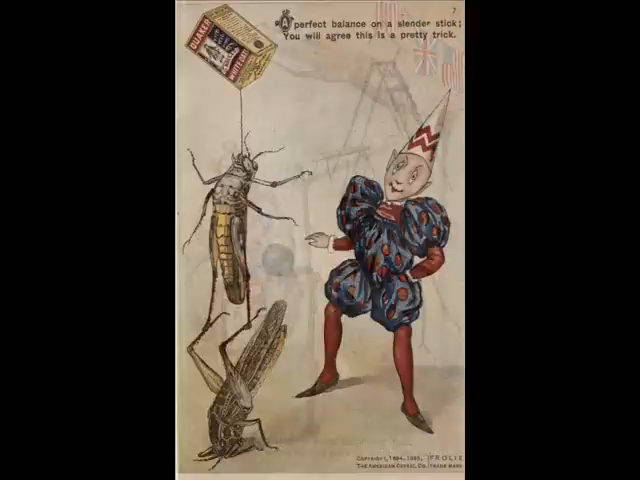 7
A perfect balance on a slender stick;
You will agree this is a pretty trick.
QUAKER
WHITE OATS
COPYRIGHT, 1894, 1895,
THE AMERICAN CEREAL CO.
FROLIE
TRADE MARK